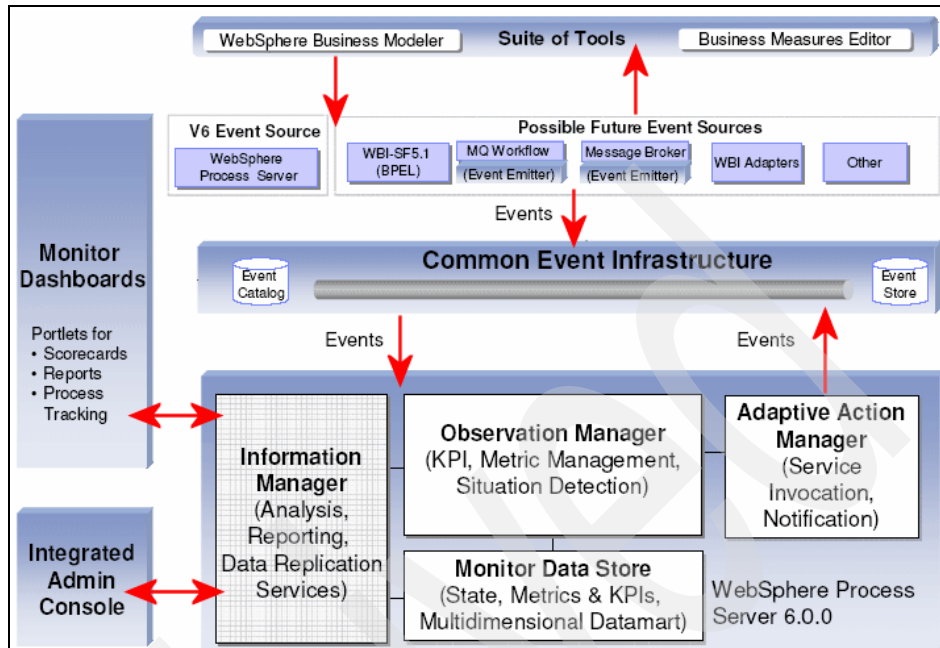 WebSphere Business Modeler
Suite of Tools
Business Measures Editor
V6 Event Source
WebSphere
Process Server
Possible Future Event Sources
WBI-SF5.1
(BPEL)
MQ Workflow
(Event Emitter)
Message Broker
(Event Emitter)
WBI Adapters
Other
Events
Common Event Infrastructure
Event
Catalog
Event
Store
Events
Events
Monitor
Dashboards
Portlets for
• Scorecards
• Reports
• Process
Tracking
Integrated
Admin
Console
Information
Manager
(Analysis,
Reporting,
Data Replication
Services)
Observation Manager
(KPI, Metric Management,
Situation Detection)
Adaptive Action
Manager
(Service
Invocation,
Notification)
Monitor Data Store
(State, Metrics & KPIs,
Multidimensional Datamart)
WebSphere Process
Server 6.0.0